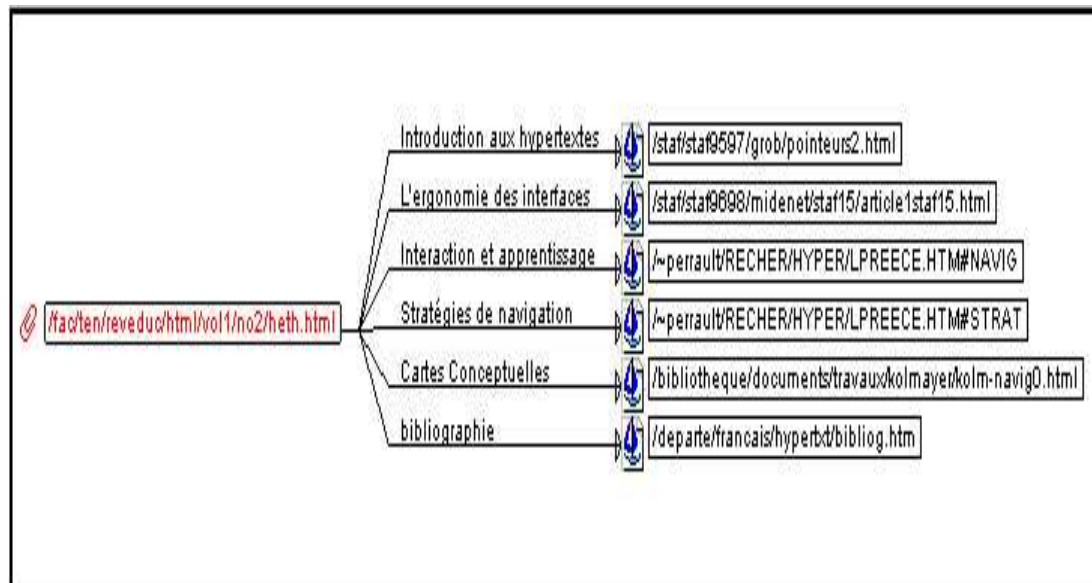 Introduction aux hypertextes
/staf/staf9597/grob/pointeurs2.html
L'ergonomie des interfaces
/staf/staf9698/midenet/staf15/article1staf15.html
Interaction et apprentissage
/~perrault/RECHER/HYPER/LPREECE.HTM#NAVIG
/fac/ten/reveduc/html/vol1/no2/heth.html
Stratégies de navigation
/~perrault/RECHER/HYPER/LPREECE.HTM#STRAT
Cartes Conceptuelles
/bibliotheque/documents/travaux/kolmayer/kolm-navig0.html
bibliographie
/departe/francais/hypertxt/bibliog.htm